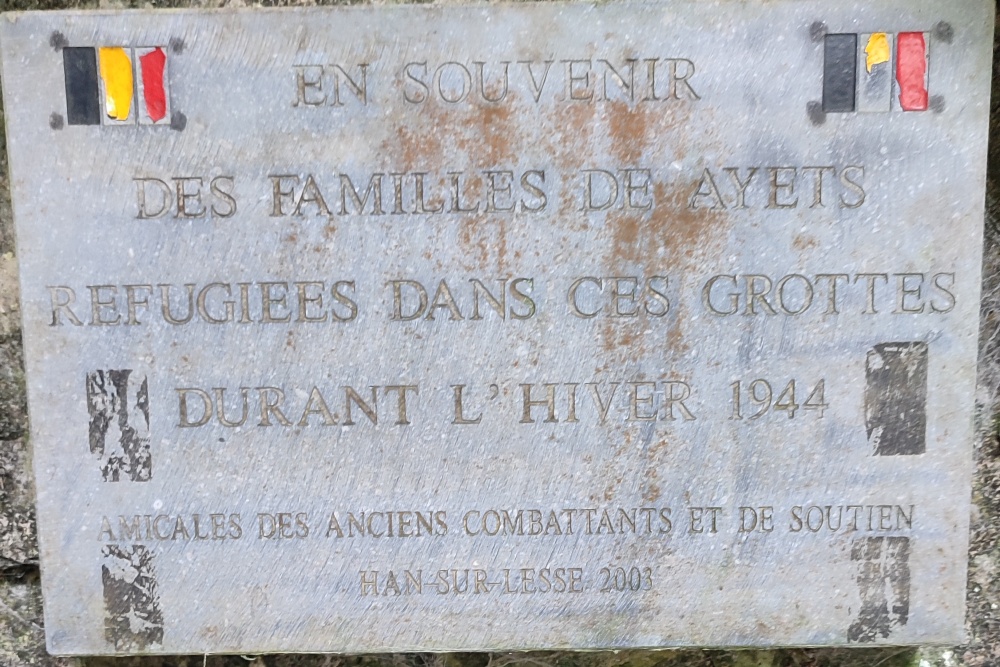 EN SOUVENIR
DES FAMILLES DE AYETS
REFUGIEES DANS CES GROTTES
DURANT L'HIVER 1944
AMICALES DES ANCIENS COMBATTANTS ET DE SOUTIEN
HAN-SUR-LESSE 2003